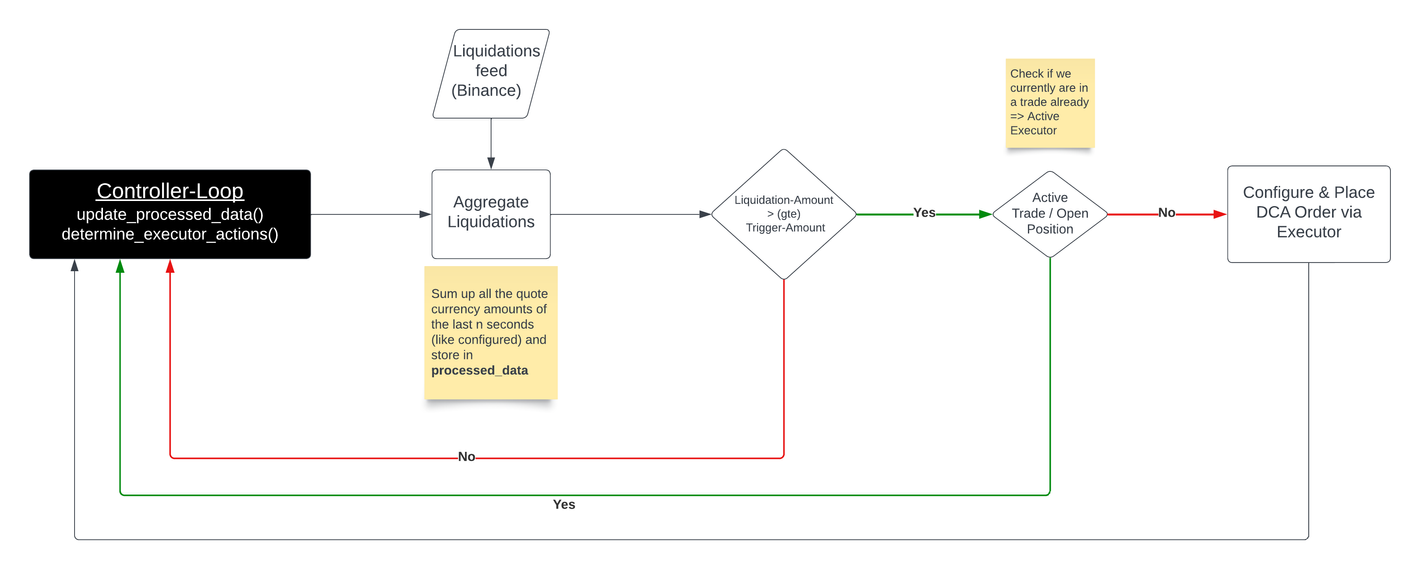 Liquidations
feed
(Binance)
Check if we
currently are in
a trade already
=> Active
Executor
Controller-Loop
update_processed_data()
determine_executor_actions()
Aggregate
Liquidations
Liquidation-Amount
> (gte)
Trigger-Amount
Yes
Active
Trade / Open
Position
No
Configure & Place
DCA Order via
Executor
Sum up all the quote
currency amounts of
the last n seconds
(like configured) and
store in
processed_data
No
Yes